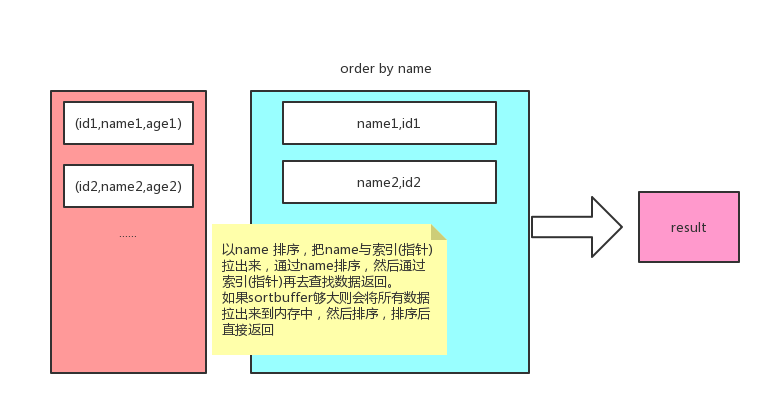 order by name
(id1,name1,age1)
(id2,name2,age2)
......
name1,id1
name2,id2
以name 排序，把name与索引(指针)
拉出来，通过name排序，然后通过
索引(指针)再去查找数据返回。
如果sortbuffer够大则会将所有数据
拉出来到内存中，然后排序，排序后
直接返回
result